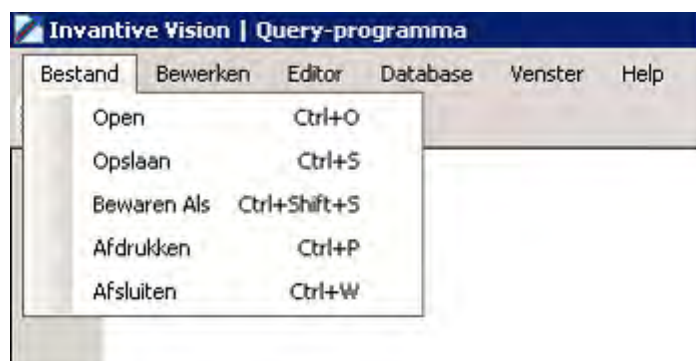 Invantive Vision | Query-programma
Bestand Bewerken Editor Database Venster Help
Open Ctrl+O
Opslaan Ctrl+S
Bewaren Als Ctrl+Shift+S
Afdrukken Ctrl+P
Afsluiten Ctrl+W